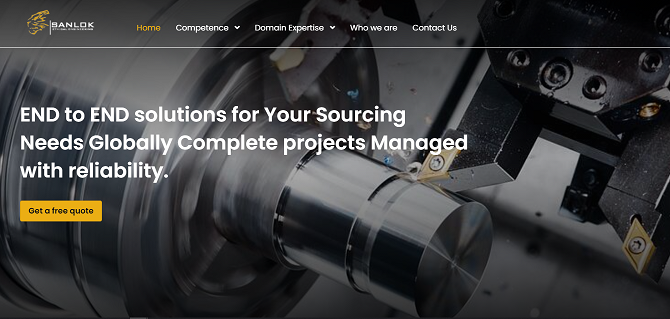 SANLOK
Home
Competence
Domain Expertise
Who we are
Contact Us
END to END solutions for Your Sourcing
Needs Globally Complete projects Managed
with reliability.
Get a free quote